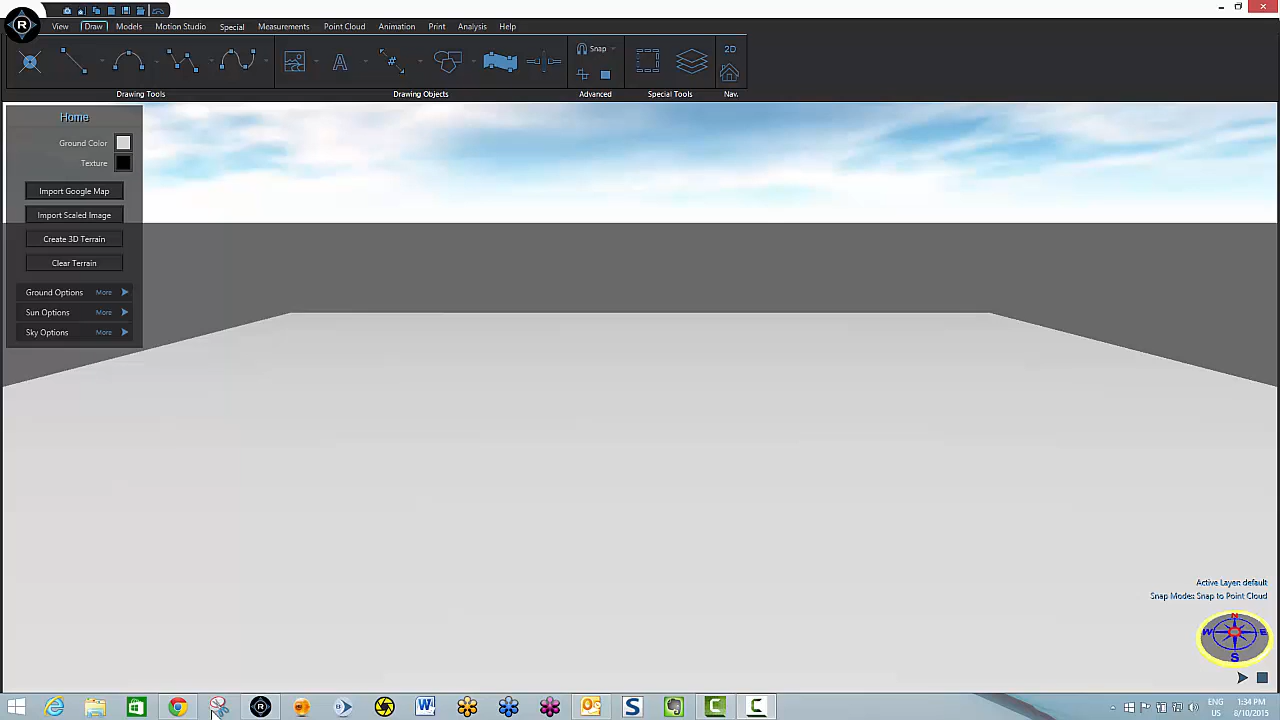 R
View Draw Models Motion Studio Special Measurements Point Cloud Animation Print Analysis Help
Snap
2D
Drawing Tools Drawing Objects Advanced Special Tools Nav.
Home
Ground Color
Texture
Import Google Map
Import Scaled Image
Create 3D Terrain
Clear Terrain
Ground Options More
Sun Options More
Sky Options More
Active Layer: default
Snap Mode: Snap to Point Cloud
N
W E
S
ENG 1:34 PM
US 8/10/2015